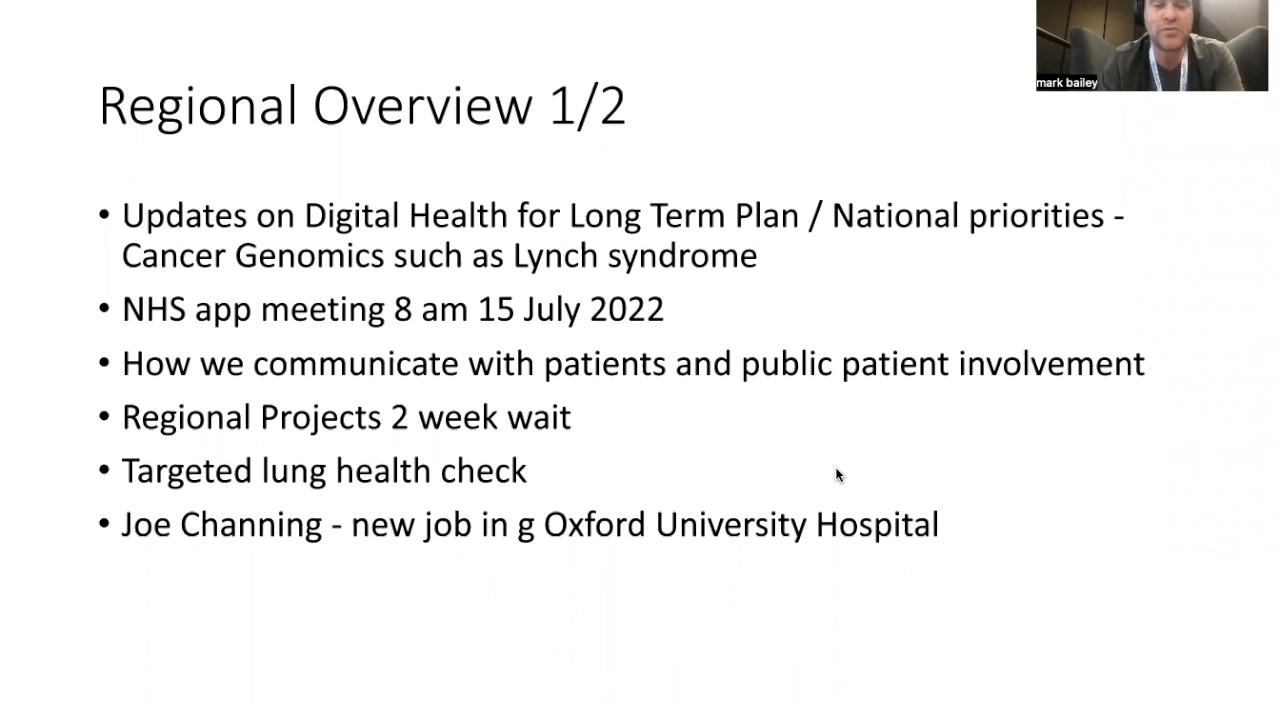 mark bailey
Regional Overview 1/2
• Updates on Digital Health for Long Term Plan / National priorities -
Cancer Genomics such as Lynch syndrome
• NHS app meeting 8 am 15 July 2022
• How we communicate with patients and public patient involvement
• Regional Projects 2 week wait
• Targeted lung health check
• Joe Channing - new job in g Oxford University Hospital